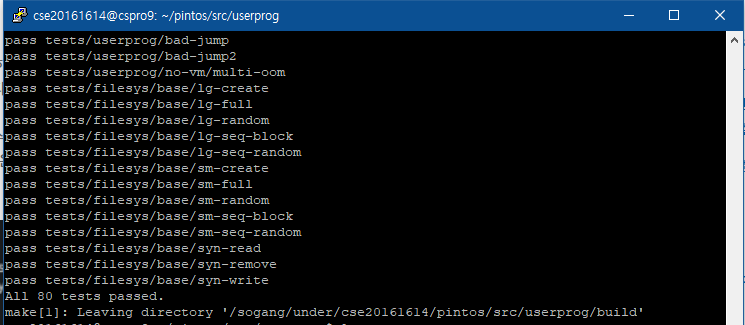 cse20161614@cspro9: ~/pintos/src/userprog
pass tests/userprog/bad-jump
pass tests/userprog/bad-jump2
pass tests/userprog/no-vm/multi-oom
pass tests/filesys/base/lg-create
pass tests/filesys/base/lg-full
pass tests/filesys/base/lg-random
pass tests/filesys/base/lg-seq-block
pass tests/filesys/base/lg-seq-random
pass tests/filesys/base/sm-create
pass tests/filesys/base/sm-full
pass tests/filesys/base/sm-random
pass tests/filesys/base/sm-seq-block
pass tests/filesys/base/sm-seq-random
pass tests/filesys/base/syn-read
pass tests/filesys/base/syn-remove
pass tests/filesys/base/syn-write
All 80 tests passed.
make[1]: Leaving directory '/sogang/under/cse20161614/pintos/src/userprog/build'